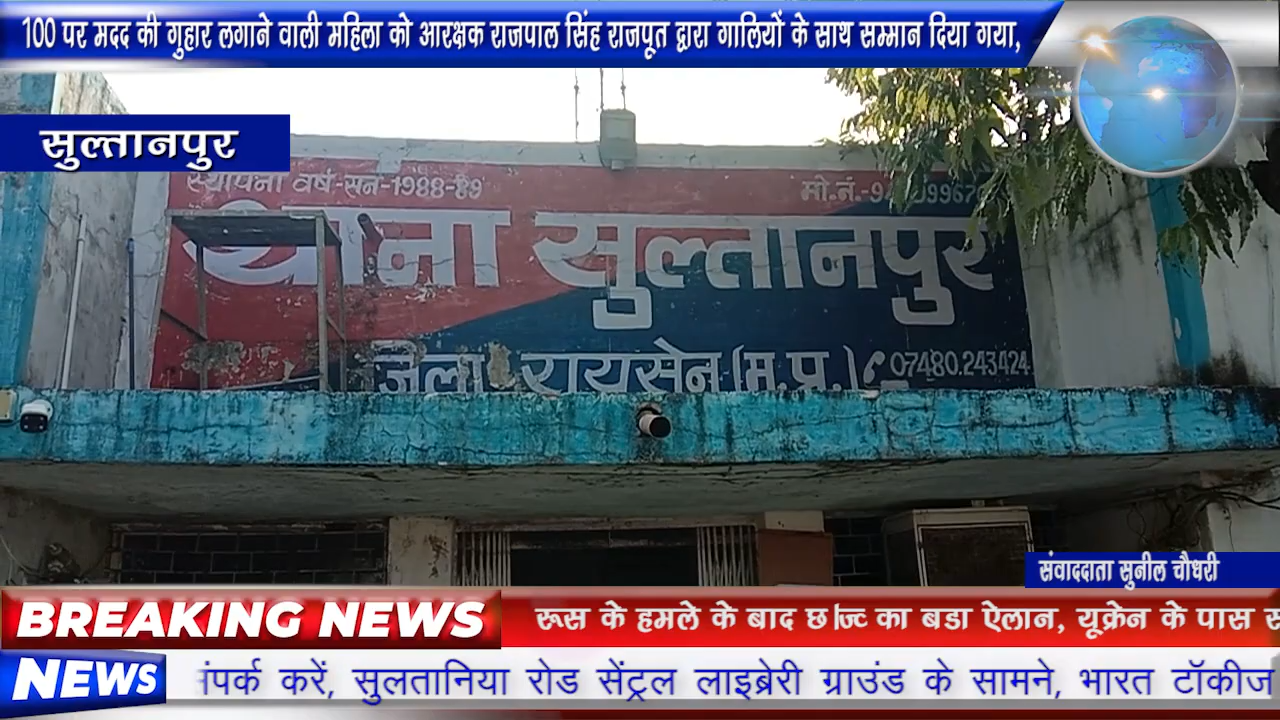 100 पर मदद की गुहार लगाने वाली महिला को आरक्षक राजपाल सिंह राजपूत द्वारा गालियों के साथ सम्मान दिया गया,
सुल्तानपुर
स्थापना वर्ष-सन-1988-89
मो.नं.-94
थाना सुल्तानपुर
जिला रायसेन (म.प्र.)
07480.243424
संवाददाता सुनील चौधरी
BREAKING NEWS
रूस के हमले के बाद का बडा ऐलान, यूक्रेन के पास
NEWS
संपर्क करें, सुलतानिया रोड सेंट्रल लाइब्रेरी ग्राउंड के सामने, भारत टॉकीज